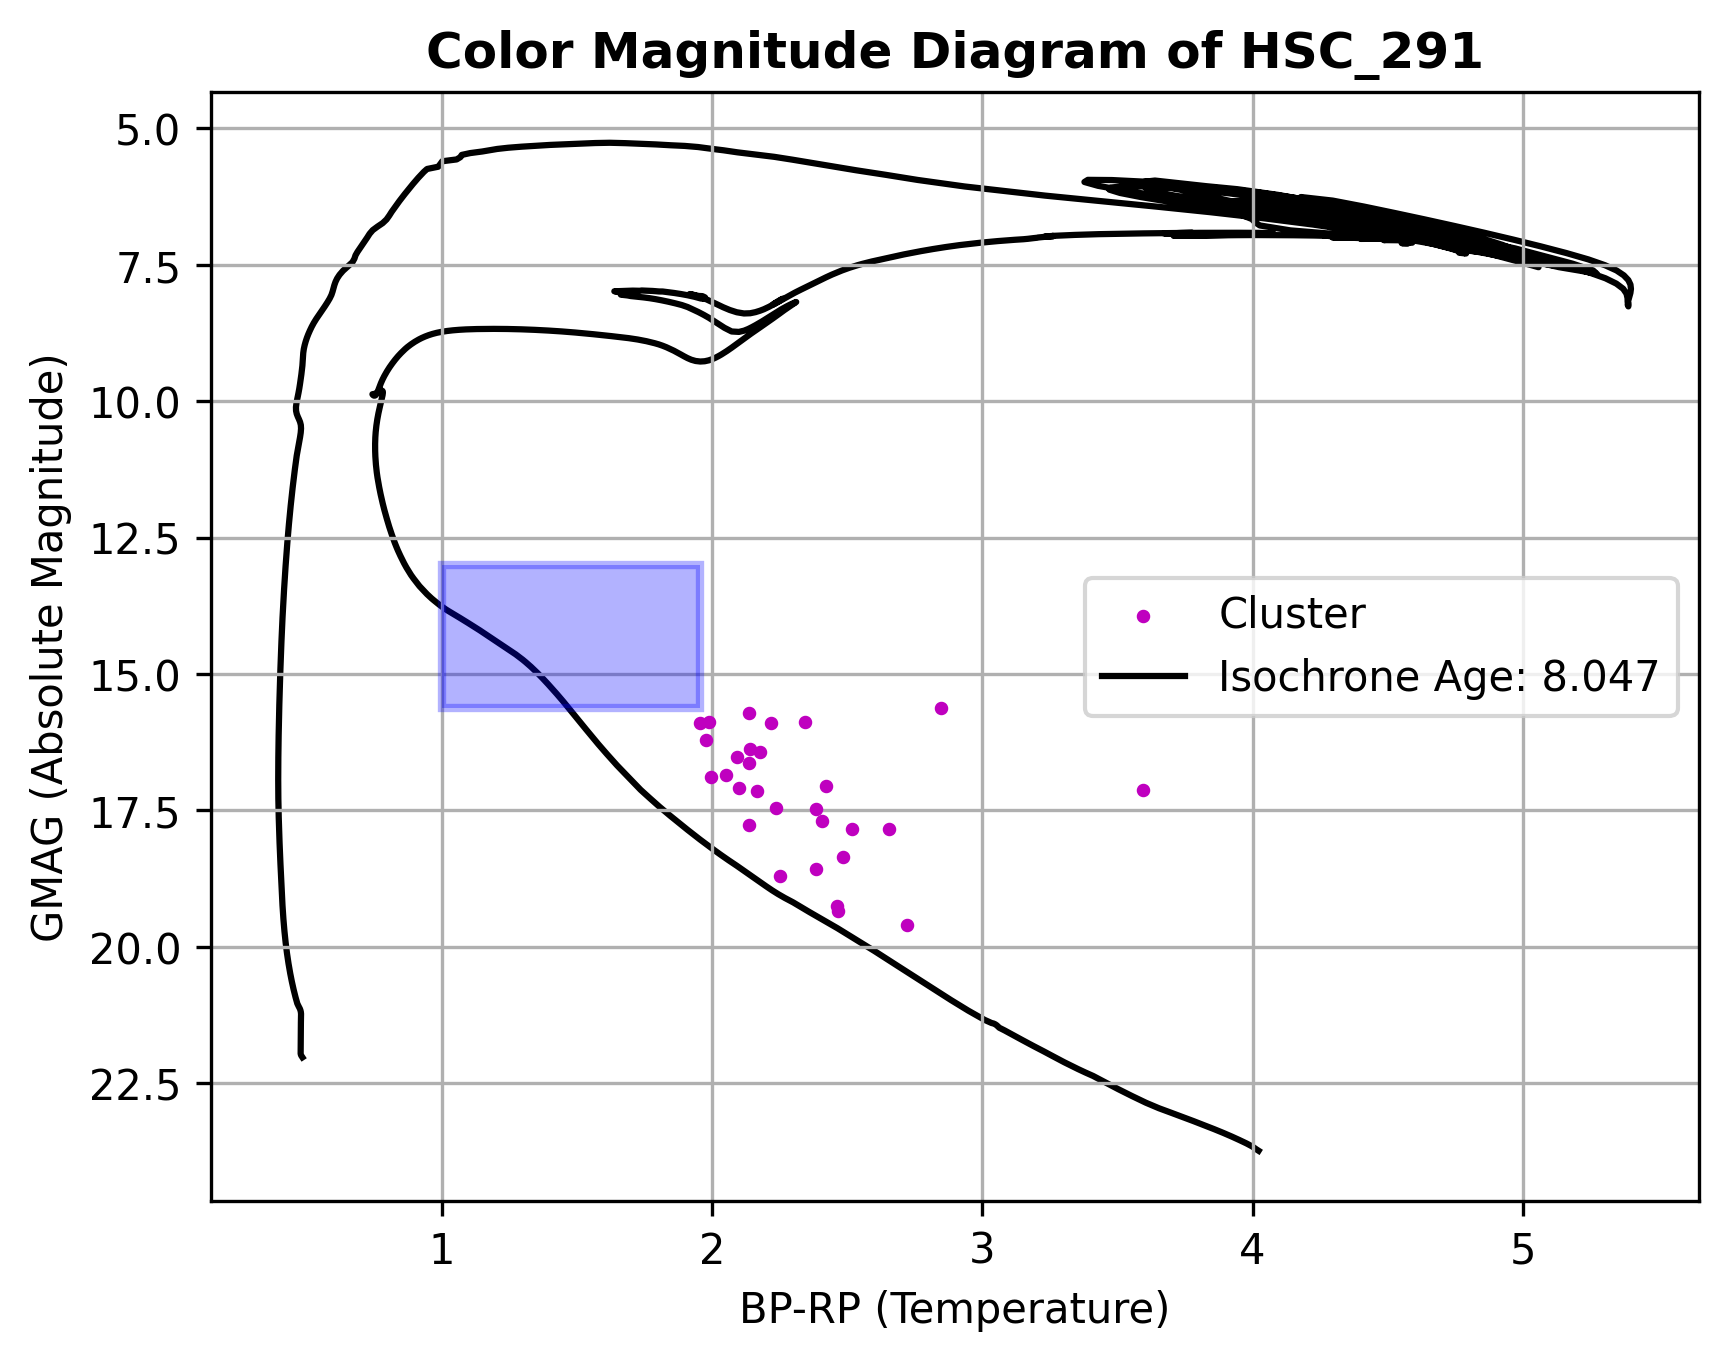 Color Magnitude Diagram of HSC_291
5.0
7.5
10.0
12.5
15.0
17.5
20.0
22.5
GMAG (Absolute Magnitude)
Cluster
Isochrone Age: 8.047
1 2 3 4 5
BP-RP (Temperature)